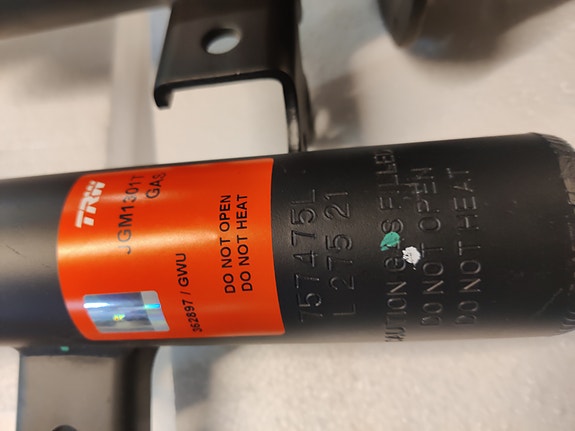 TRW
JGM1301T
GAS
362897 / GWU
DO NOT OPEN
DO NOT HEAT
757475L
L 275 21
CAUTION GAS FILLED
DO NOT OPEN
DO NOT HEAT